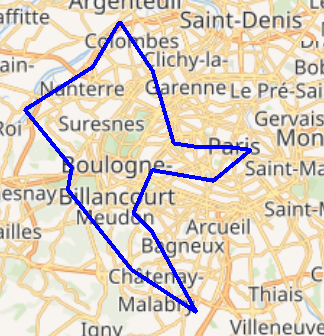 Argenteuil
affitte
Saint-Denis
Colombes
ain-
Clichy-la-
Bob
Nanterre
Garenne
Le Pré-Sain
Roi
Suresnes
Gervais
Paris
Mon
Boulogne-
Saint-Ma
esnay
Billancourt
Saint-M
Meudon
ailles
Arcueil
Bagneux
Châtenay-
Malabry
Thiais
Igny
Villeneuve